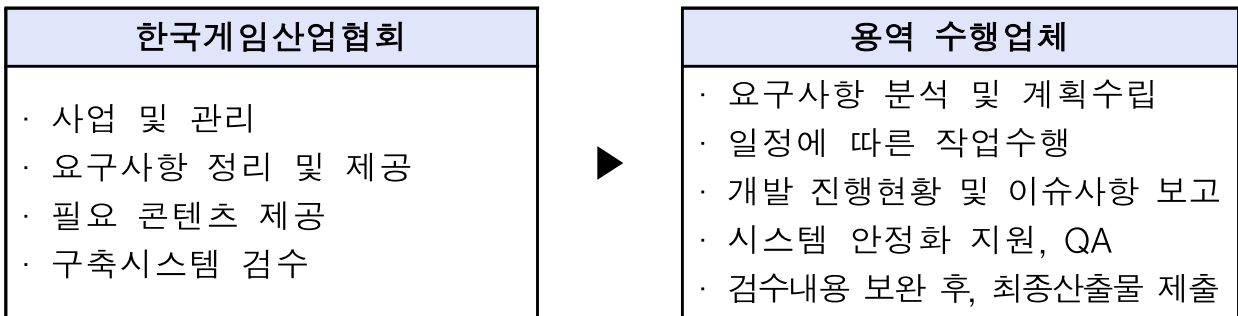 한국게임산업협회
· 사업 및 관리
· 요구사항 정리 및 제공
· 필요 콘텐츠 제공
· 구축시스템 검수
▶
용역 수행업체
· 요구사항 분석 및 계획수립
· 일정에 따른 작업수행
· 개발 진행현황 및 이슈사항 보고
· 시스템 안정화 지원, QA
· 검수내용 보완 후, 최종산출물 제출